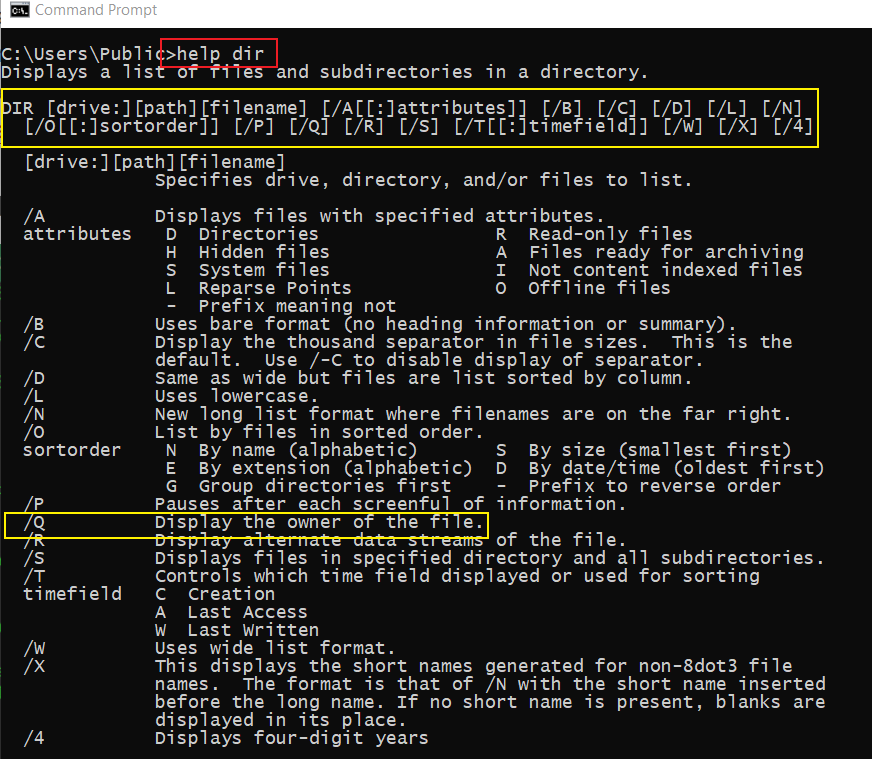 Command Prompt
C:\Users\Public>help dir
Displays a list of files and subdirectories in a directory.
DIR [drive:][path][filename] [/A[[:]attributes]] [/B] [/C] [/D] [/L] [/N]
[/O[[:]sortorder]] [/P] [/Q] [/R] [/S] [/T[[:]timefield]] [/W] [/X] [/4]
[drive:][path][filename]
Specifies drive, directory, and/or files to list.
/A Displays files with specified attributes.
attributes D Directories R Read-only files
H Hidden files A Files ready for archiving
S System files I Not content indexed files
L Reparse Points O Offline files
- Prefix meaning not
/B Uses bare format (no heading information or summary).
/C Display the thousand separator in file sizes. This is the
default. Use /-C to disable display of separator.
/D Same as wide but files are list sorted by column.
/L Uses lowercase.
/N New long list format where filenames are on the far right.
/O List by files in sorted order.
sortorder N By name (alphabetic) S By size (smallest first)
E By extension (alphabetic) D By date/time (oldest first)
G Group directories first - Prefix to reverse order
/P Pauses after each screenful of information.
/Q Display the owner of the file.
/R Display alternate data streams of the file.
/S Displays files in specified directory and all subdirectories.
/T Controls which time field displayed or used for sorting
timefield C Creation
A Last Access
W Last Written
/W Uses wide list format.
/X This displays the short names generated for non-8dot3 file
names. The format is that of /N with the short name inserted
before the long name. If no short name is present, blanks are
displayed in its place.
/4 Displays four-digit years